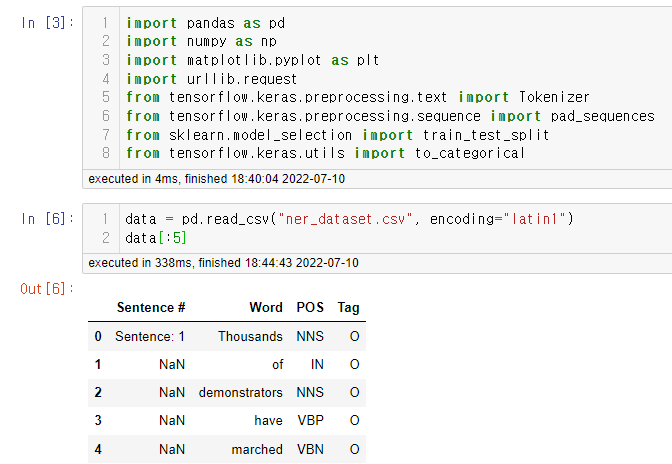 In [3]:
1 import pandas as pd
2 import numpy as np
3 import matplotlib.pyplot as plt
4 import urllib.request
5 from tensorflow.keras.preprocessing.text import Tokenizer
6 from tensorflow.keras.preprocessing.sequence import pad_sequences
7 from sklearn.model_selection import train_test_split
8 from tensorflow.keras.utils import to_categorical
executed in 4ms, finished 18:40:04 2022-07-10
In [6]:
1 data = pd.read_csv("ner_dataset.csv", encoding="latin1")
2 data[:5]
executed in 338ms, finished 18:44:43 2022-07-10
Out[6]:
Sentence # Word POS Tag
0 Sentence: 1 Thousands NNS O
1 NaN of IN O
2 NaN demonstrators NNS O
3 NaN have VBP O
4 NaN marched VBN O